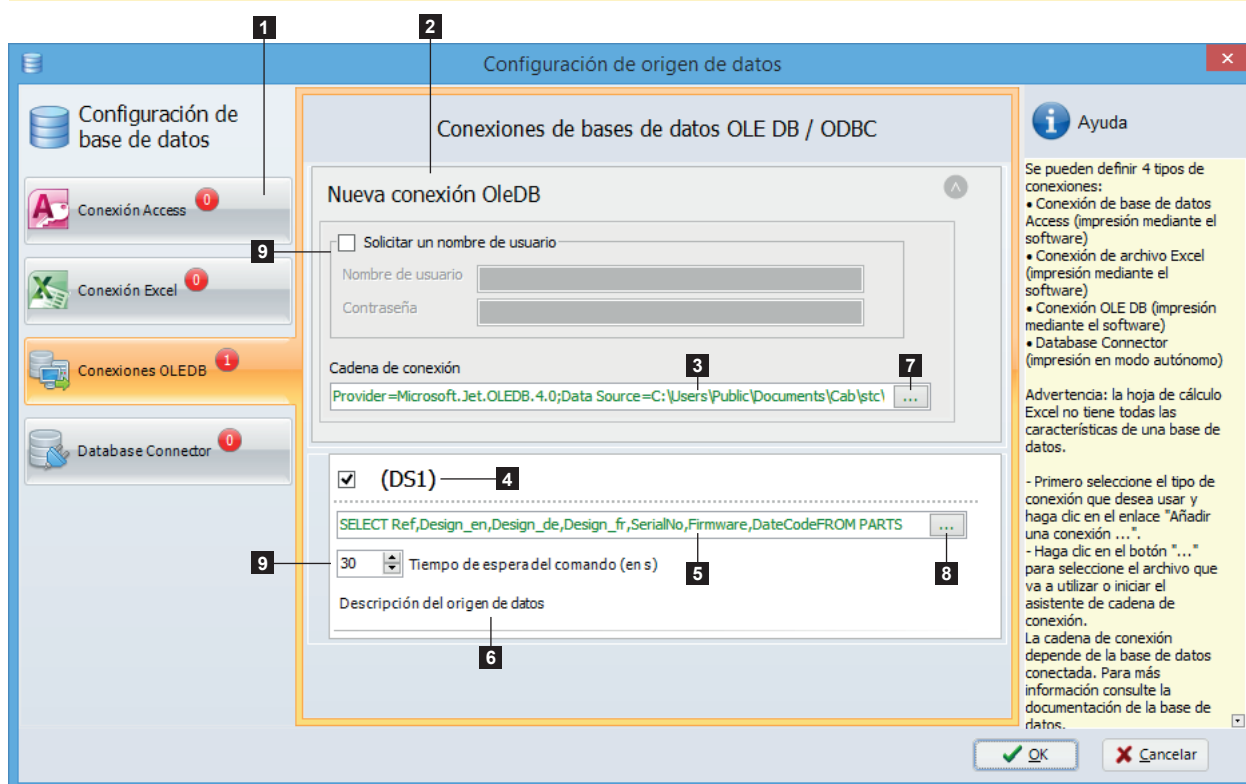 1
2
Configuración de origen de datos
Configuración de
base de datos
Conexión Access
0
Conexión Excel
0
Conexiones OLEDB
1
Database Connector
0
Conexiones de bases de datos OLE DB / ODBC
Nueva conexión OleDB
9
Solicitar un nombre de usuario
Nombre de usuario
Contraseña
Cadena de conexión
3
7
Provider=Microsoft.Jet.OLEDB.4.0;Data Source=C:\Users\Public\Documents\Cab\stc\
...
(DS1)
4
SELECT Ref,Design_en,Design_de,Design_fr,SerialNo,Firmware,DateCodeFROM PARTS
...
9
30
Tiempo de espera del comando (en s)
5
8
Descripción del origen de datos
6
Ayuda
Se pueden definir 4 tipos de
conexiones:
• Conexión de base de datos
Access (impresión mediante el
software)
• Conexión de archivo Excel
(impresión mediante el
software)
• Conexión OLE DB (impresión
mediante el software)
• Database Connector
(impresión en modo autónomo)
Advertencia: la hoja de cálculo
Excel no tiene todas las
características de una base de
datos.
- Primero seleccione el tipo de
conexión que desea usar y
haga clic en el enlace "Añadir
una conexión ...".
- Haga clic en el botón "..."
para seleccione el archivo que
va a utilizar o iniciar el
asistente de cadena de
conexión.
La cadena de conexión
depende de la base de datos
conectada. Para más
información consulte la
documentación de la base de
datos.
OK
Cancelar